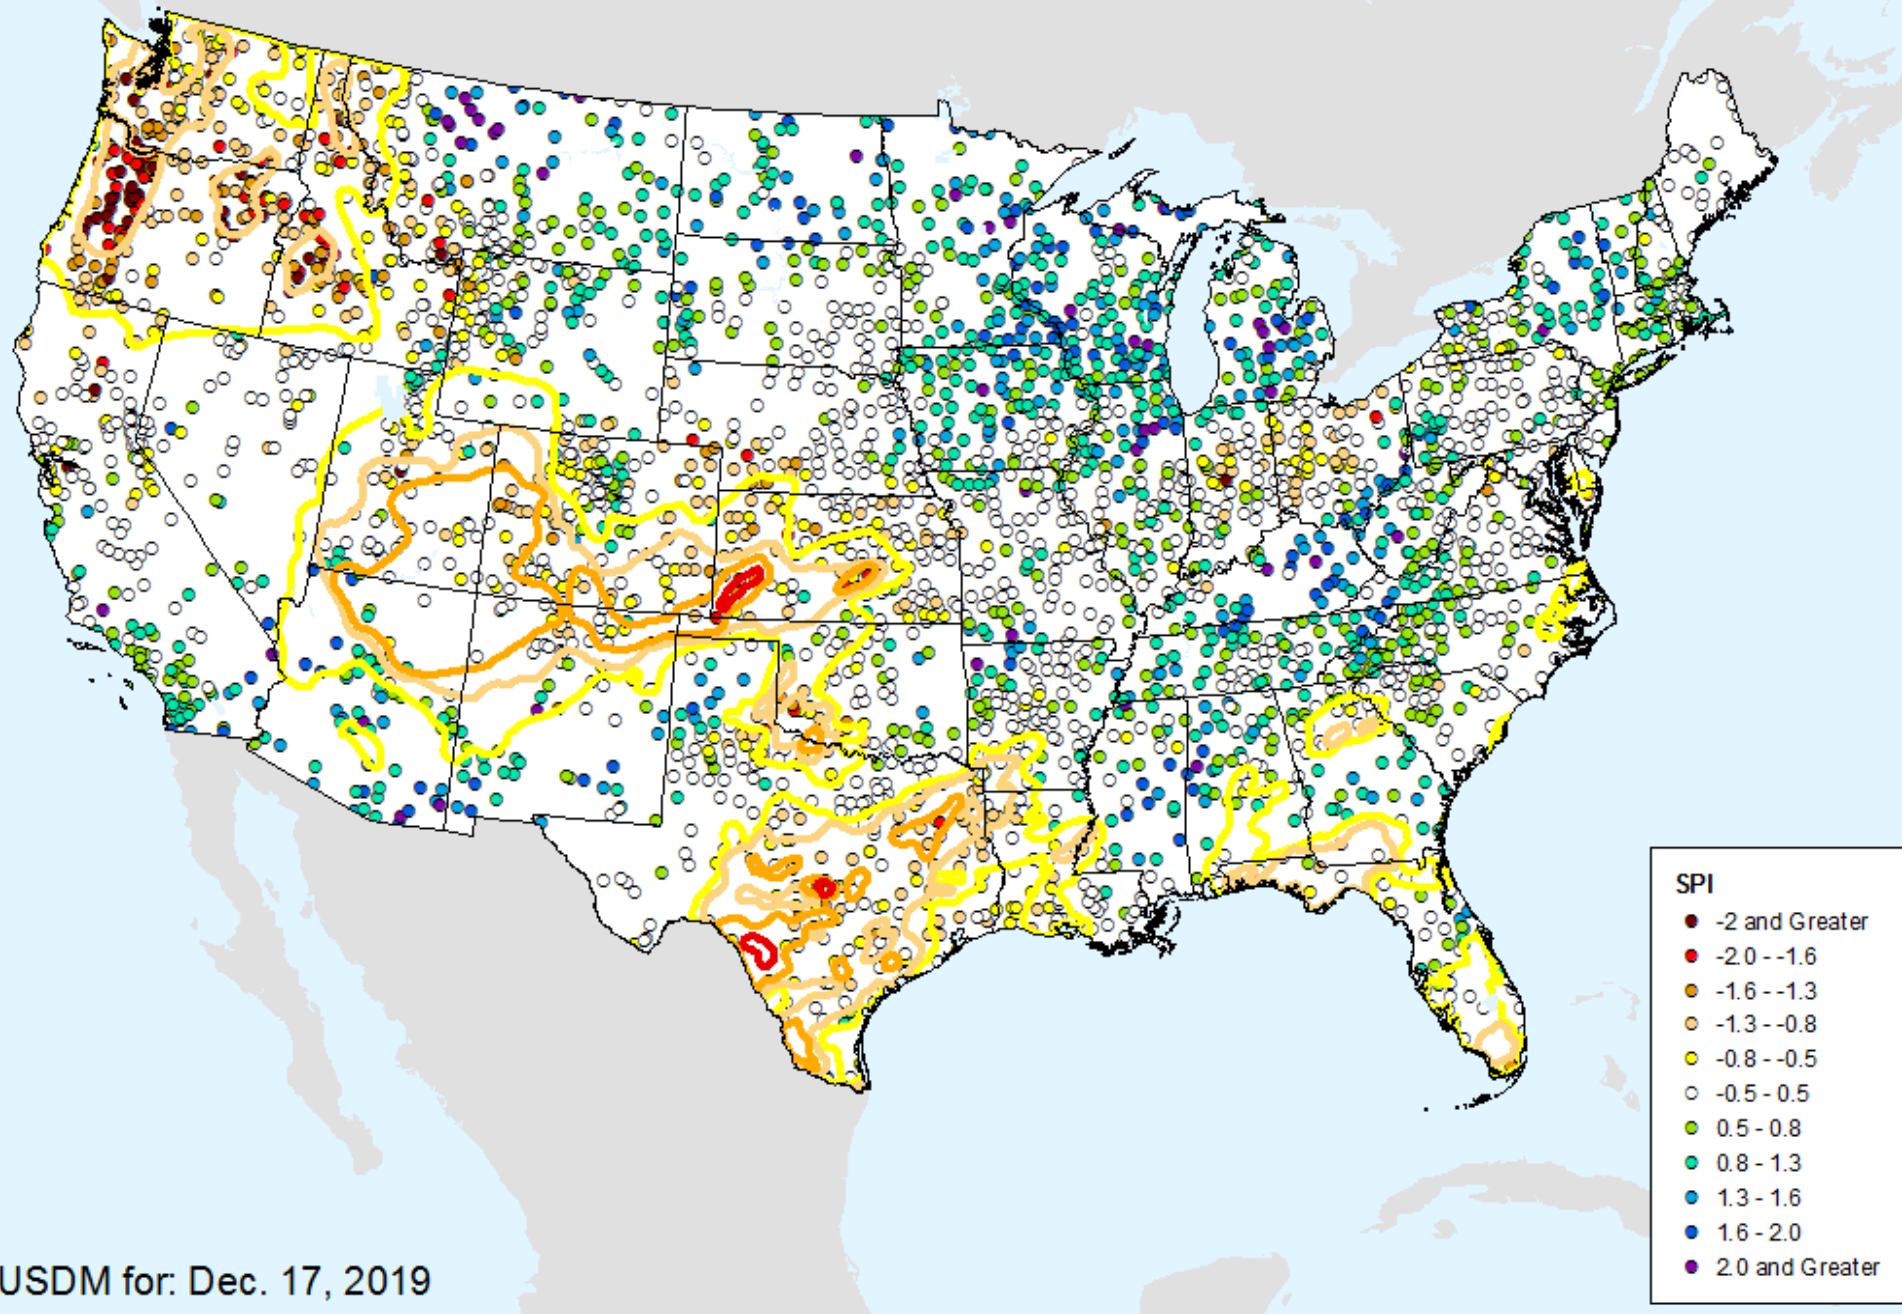 SPI
-2 and Greater
-2.0 - -1.6
-1.6 - -1.3
-1.3 - -0.8
-0.8 - -0.5
-0.5 - 0.5
0.5 - 0.8
0.8 - 1.3
1.3 - 1.6
1.6 - 2.0
2.0 and Greater
USDM for: Dec. 17, 2019